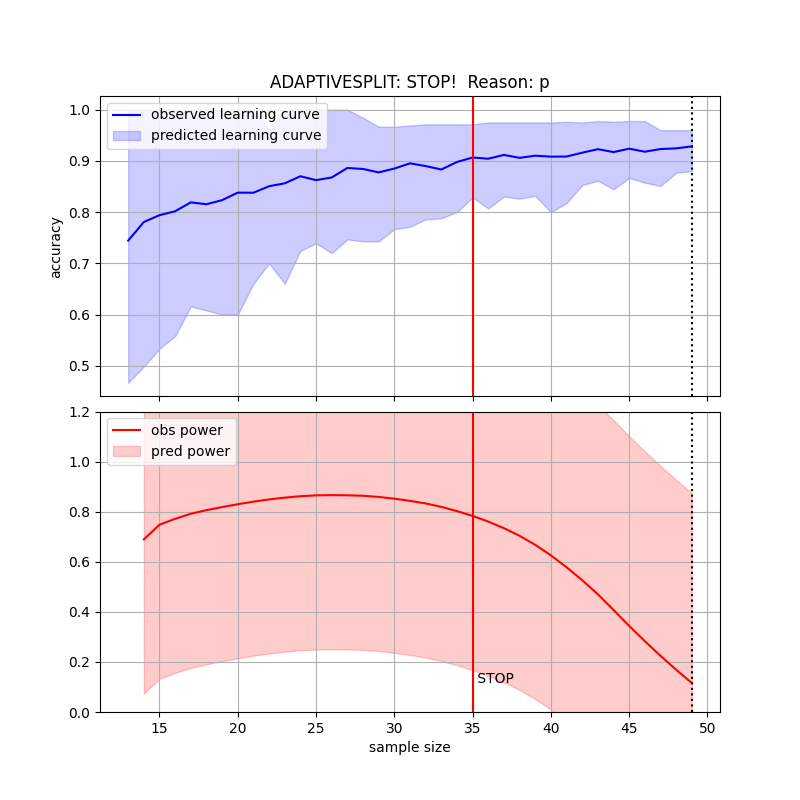 ADAPTIVESPLIT: STOP!  Reason: p
observed learning curve
predicted learning curve
1.0
0.9
0.8
0.7
0.6
0.5
accuracy
obs power
pred power
1.2
1.0
0.8
0.6
0.4
0.2
0.0
STOP
15 20 25 30 35 40 45 50
sample size